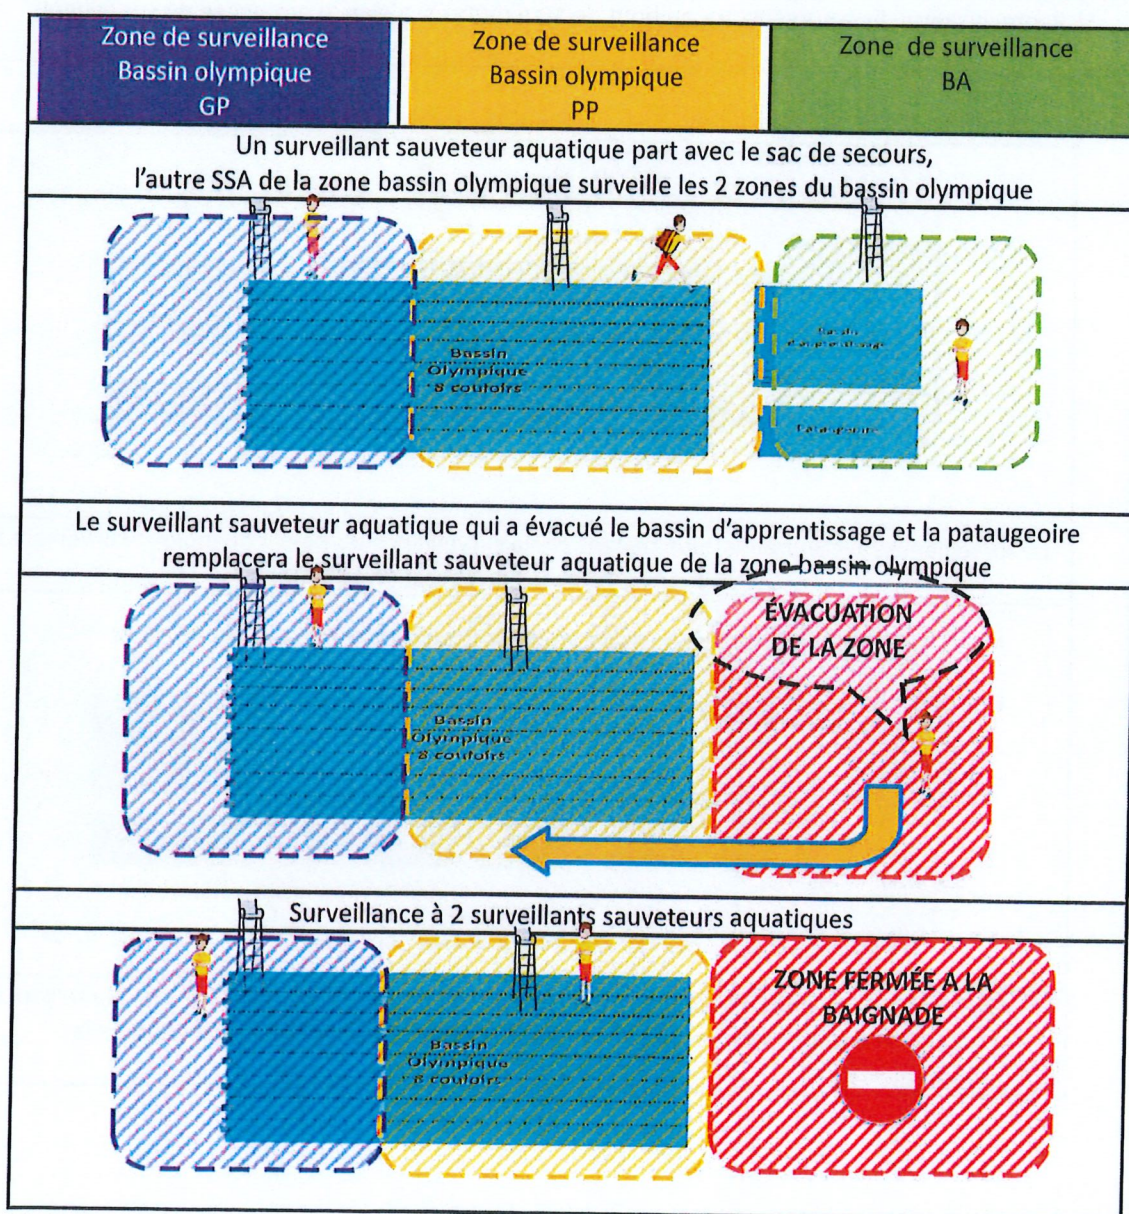 Zone de surveillance
Bassin olympique
GP
Zone de surveillance
Bassin olympique
PP
Zone de surveillance
BA
Un surveillant sauveteur aquatique part avec le sac de secours,
l'autre SSA de la zone bassin olympique surveille les 2 zones du bassin olympique
Bassin
Olympique
8 couloirs
Bassin
d'apprentissage
Pataugeoire
Le surveillant sauveteur aquatique qui a évacué le bassin d'apprentissage et la pataugeoire
remplacera le surveillant sauveteur aquatique de la zone bassin olympique
ÉVACUATION
DE LA ZONE
Bassin
Olympique
8 couloirs
Surveillance à 2 surveillants sauveteurs aquatiques
ZONE FERMÉE A LA
BAIGNADE
Bassin
Olympique
8 couloirs